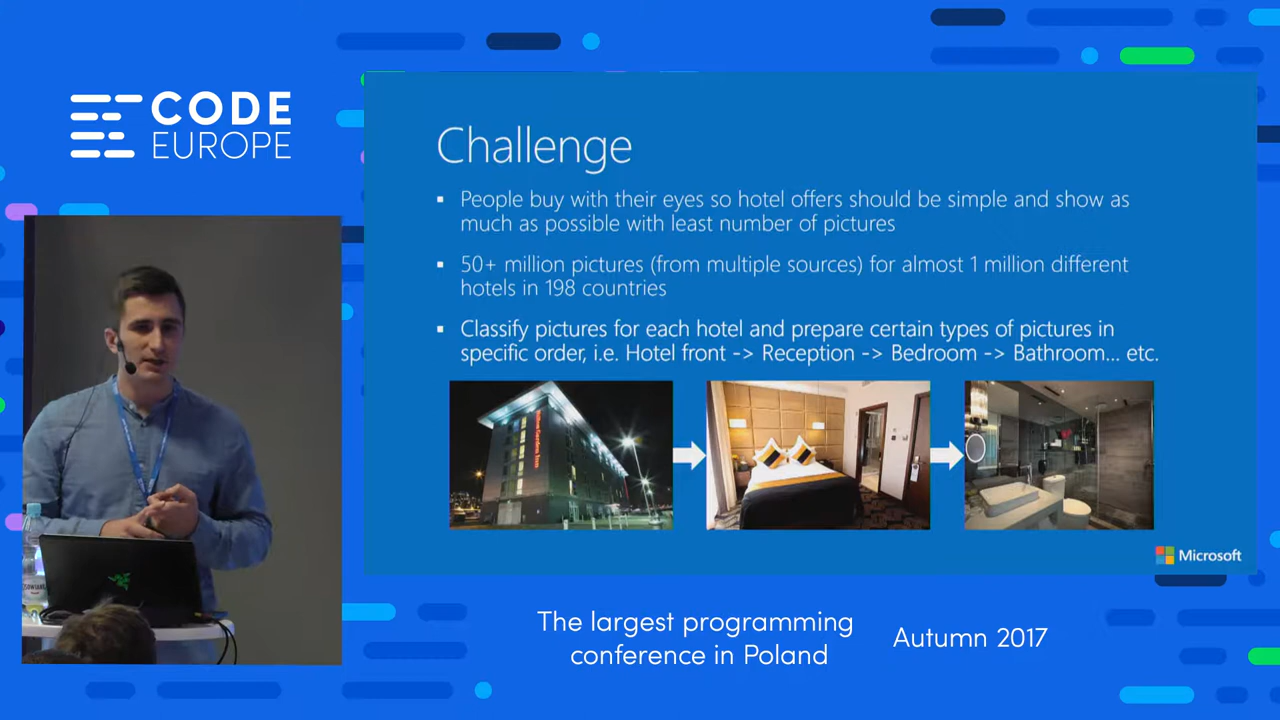 CODE
EUROPE
Challenge
▪ People buy with their eyes so hotel offers should be simple and show as
much as possible with least number of pictures
▪ 50+ million pictures (from multiple sources) for almost 1 million different
hotels in 198 countries
▪ Classify pictures for each hotel and prepare certain types of pictures in
specific order, i.e. Hotel front -> Reception -> Bedroom -> Bathroom... etc.
Hilton Garden Inn
Microsoft
The largest programming
conference in Poland
Autumn 2017